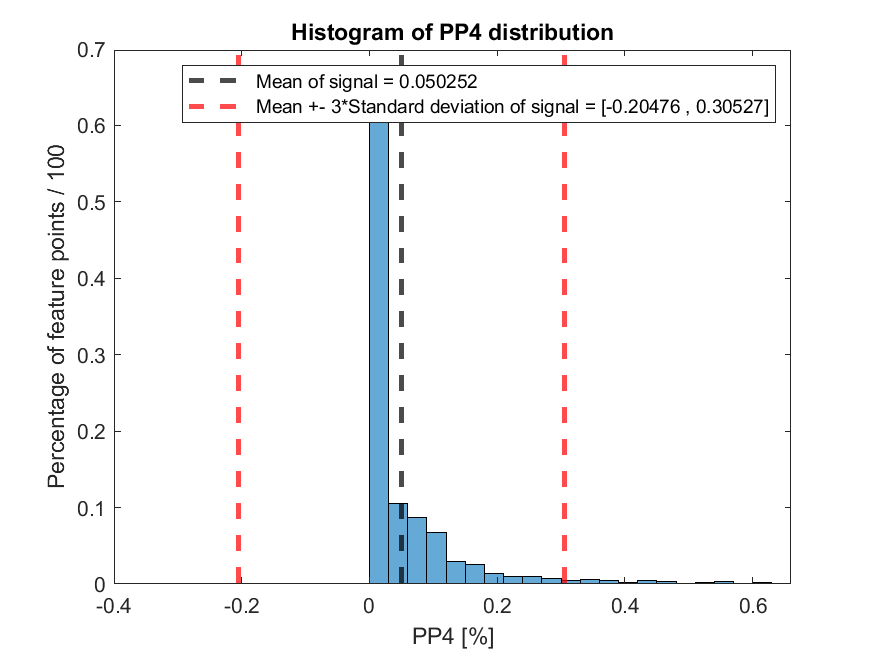 Histogram of PP4 distribution
Mean of signal = 0.050252
Mean +- 3*Standard deviation of signal = [-0.20476 , 0.30527]
Percentage of feature points / 100
0.7
0.6
0.5
0.4
0.3
0.2
0.1
0
-0.4
-0.2
0
0.2
0.4
0.6
PP4 [%]